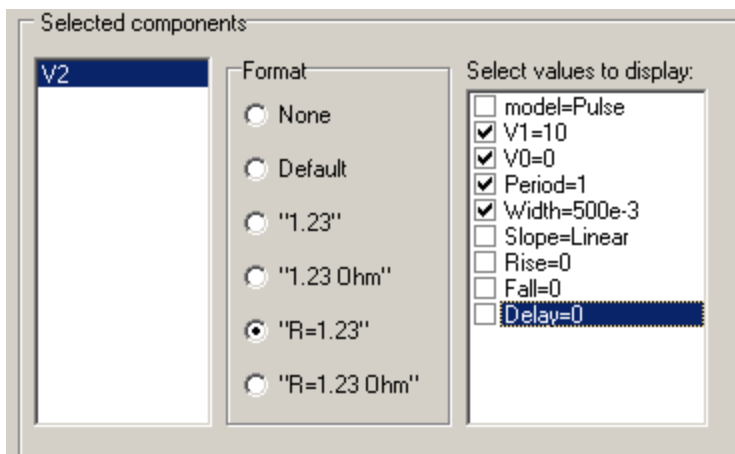 Selected components
V2
Format
None
Default
"1.23"
"1.23 Ohm"
"R=1.23"
"R=1.23 Ohm"
Select values to display:
model=Pulse
V1=10
V0=0
Period=1
Width=500e-3
Slope=Linear
Rise=0
Fall=0
Delay=0